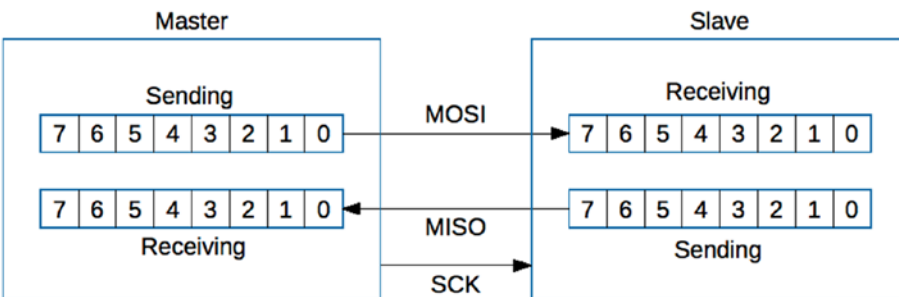 Master
Slave
Sending
Receiving
MOSI
7 6 5 4 3 2 1 0
7 6 5 4 3 2 1 0
7 6 5 4 3 2 1 0
7 6 5 4 3 2 1 0
MISO
Receiving
Sending
SCK